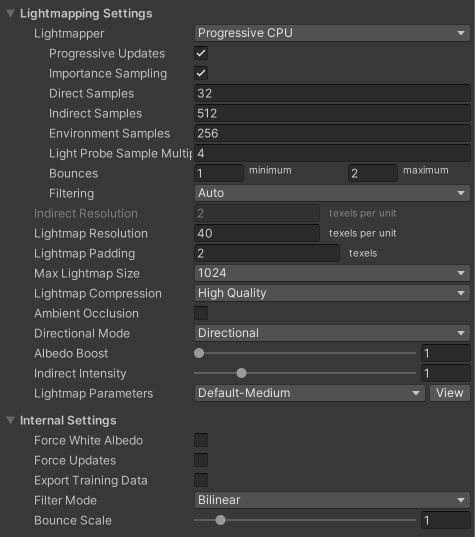 Lightmapping Settings
Lightmapper Progressive CPU
Progressive Updates
Importance Sampling
Direct Samples 32
Indirect Samples 512
Environment Samples 256
Light Probe Sample Multip 4
Bounces 1 minimum 2 maximum
Filtering Auto
Indirect Resolution 2 texels per unit
Lightmap Resolution 40 texels per unit
Lightmap Padding 2 texels
Max Lightmap Size 1024
Lightmap Compression High Quality
Ambient Occlusion
Directional Mode Directional
Albedo Boost 1
Indirect Intensity 1
Lightmap Parameters Default-Medium View
Internal Settings
Force White Albedo
Force Updates
Export Training Data
Filter Mode Bilinear
Bounce Scale 1